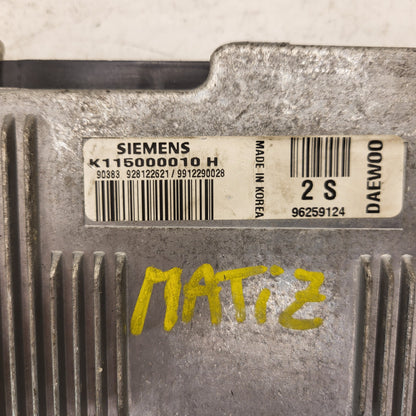 SIEMENS
K115000010 H
90383 928122621 / 9912290028
MADE IN KOREA
2 S
96259124
DAEWOO
MATiZ